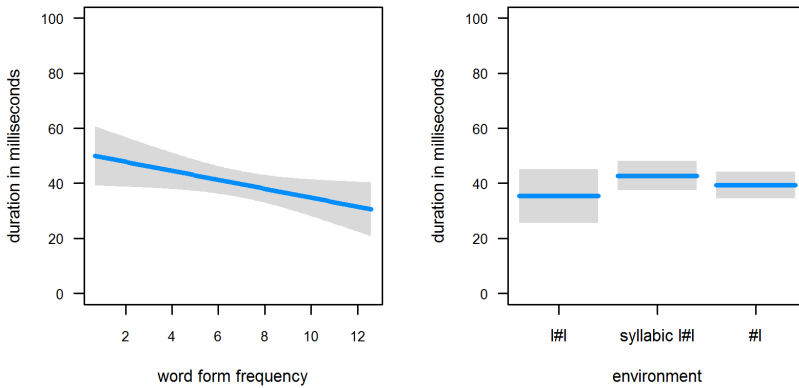 100
80
60
40
20
0
duration in milliseconds
2 4 6 8 10 12
word form frequency
100
80
60
40
20
0
duration in milliseconds
l#l syllabic l#l #l
environment